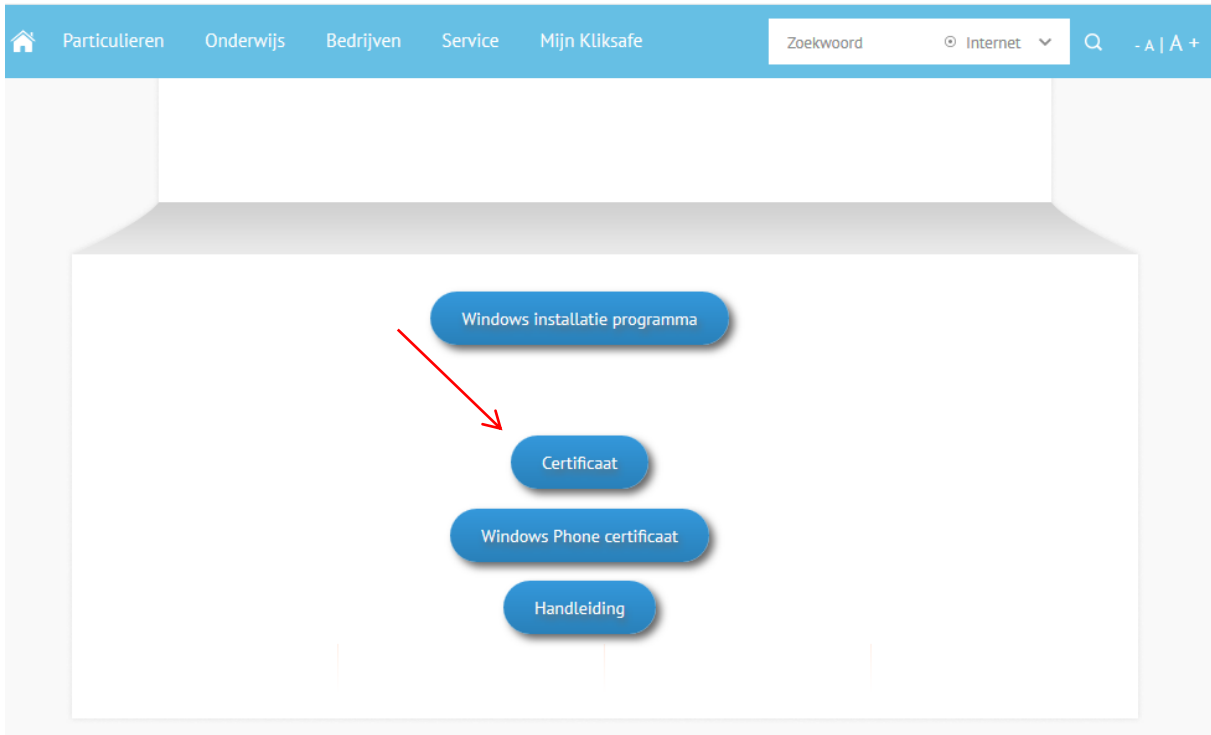 Particulieren Onderwijs Bedrijven Service Mijn Kliksafe Zoekwoord Internet - A | A +
Windows installatie programma
Certificaat
Windows Phone certificaat
Handleiding